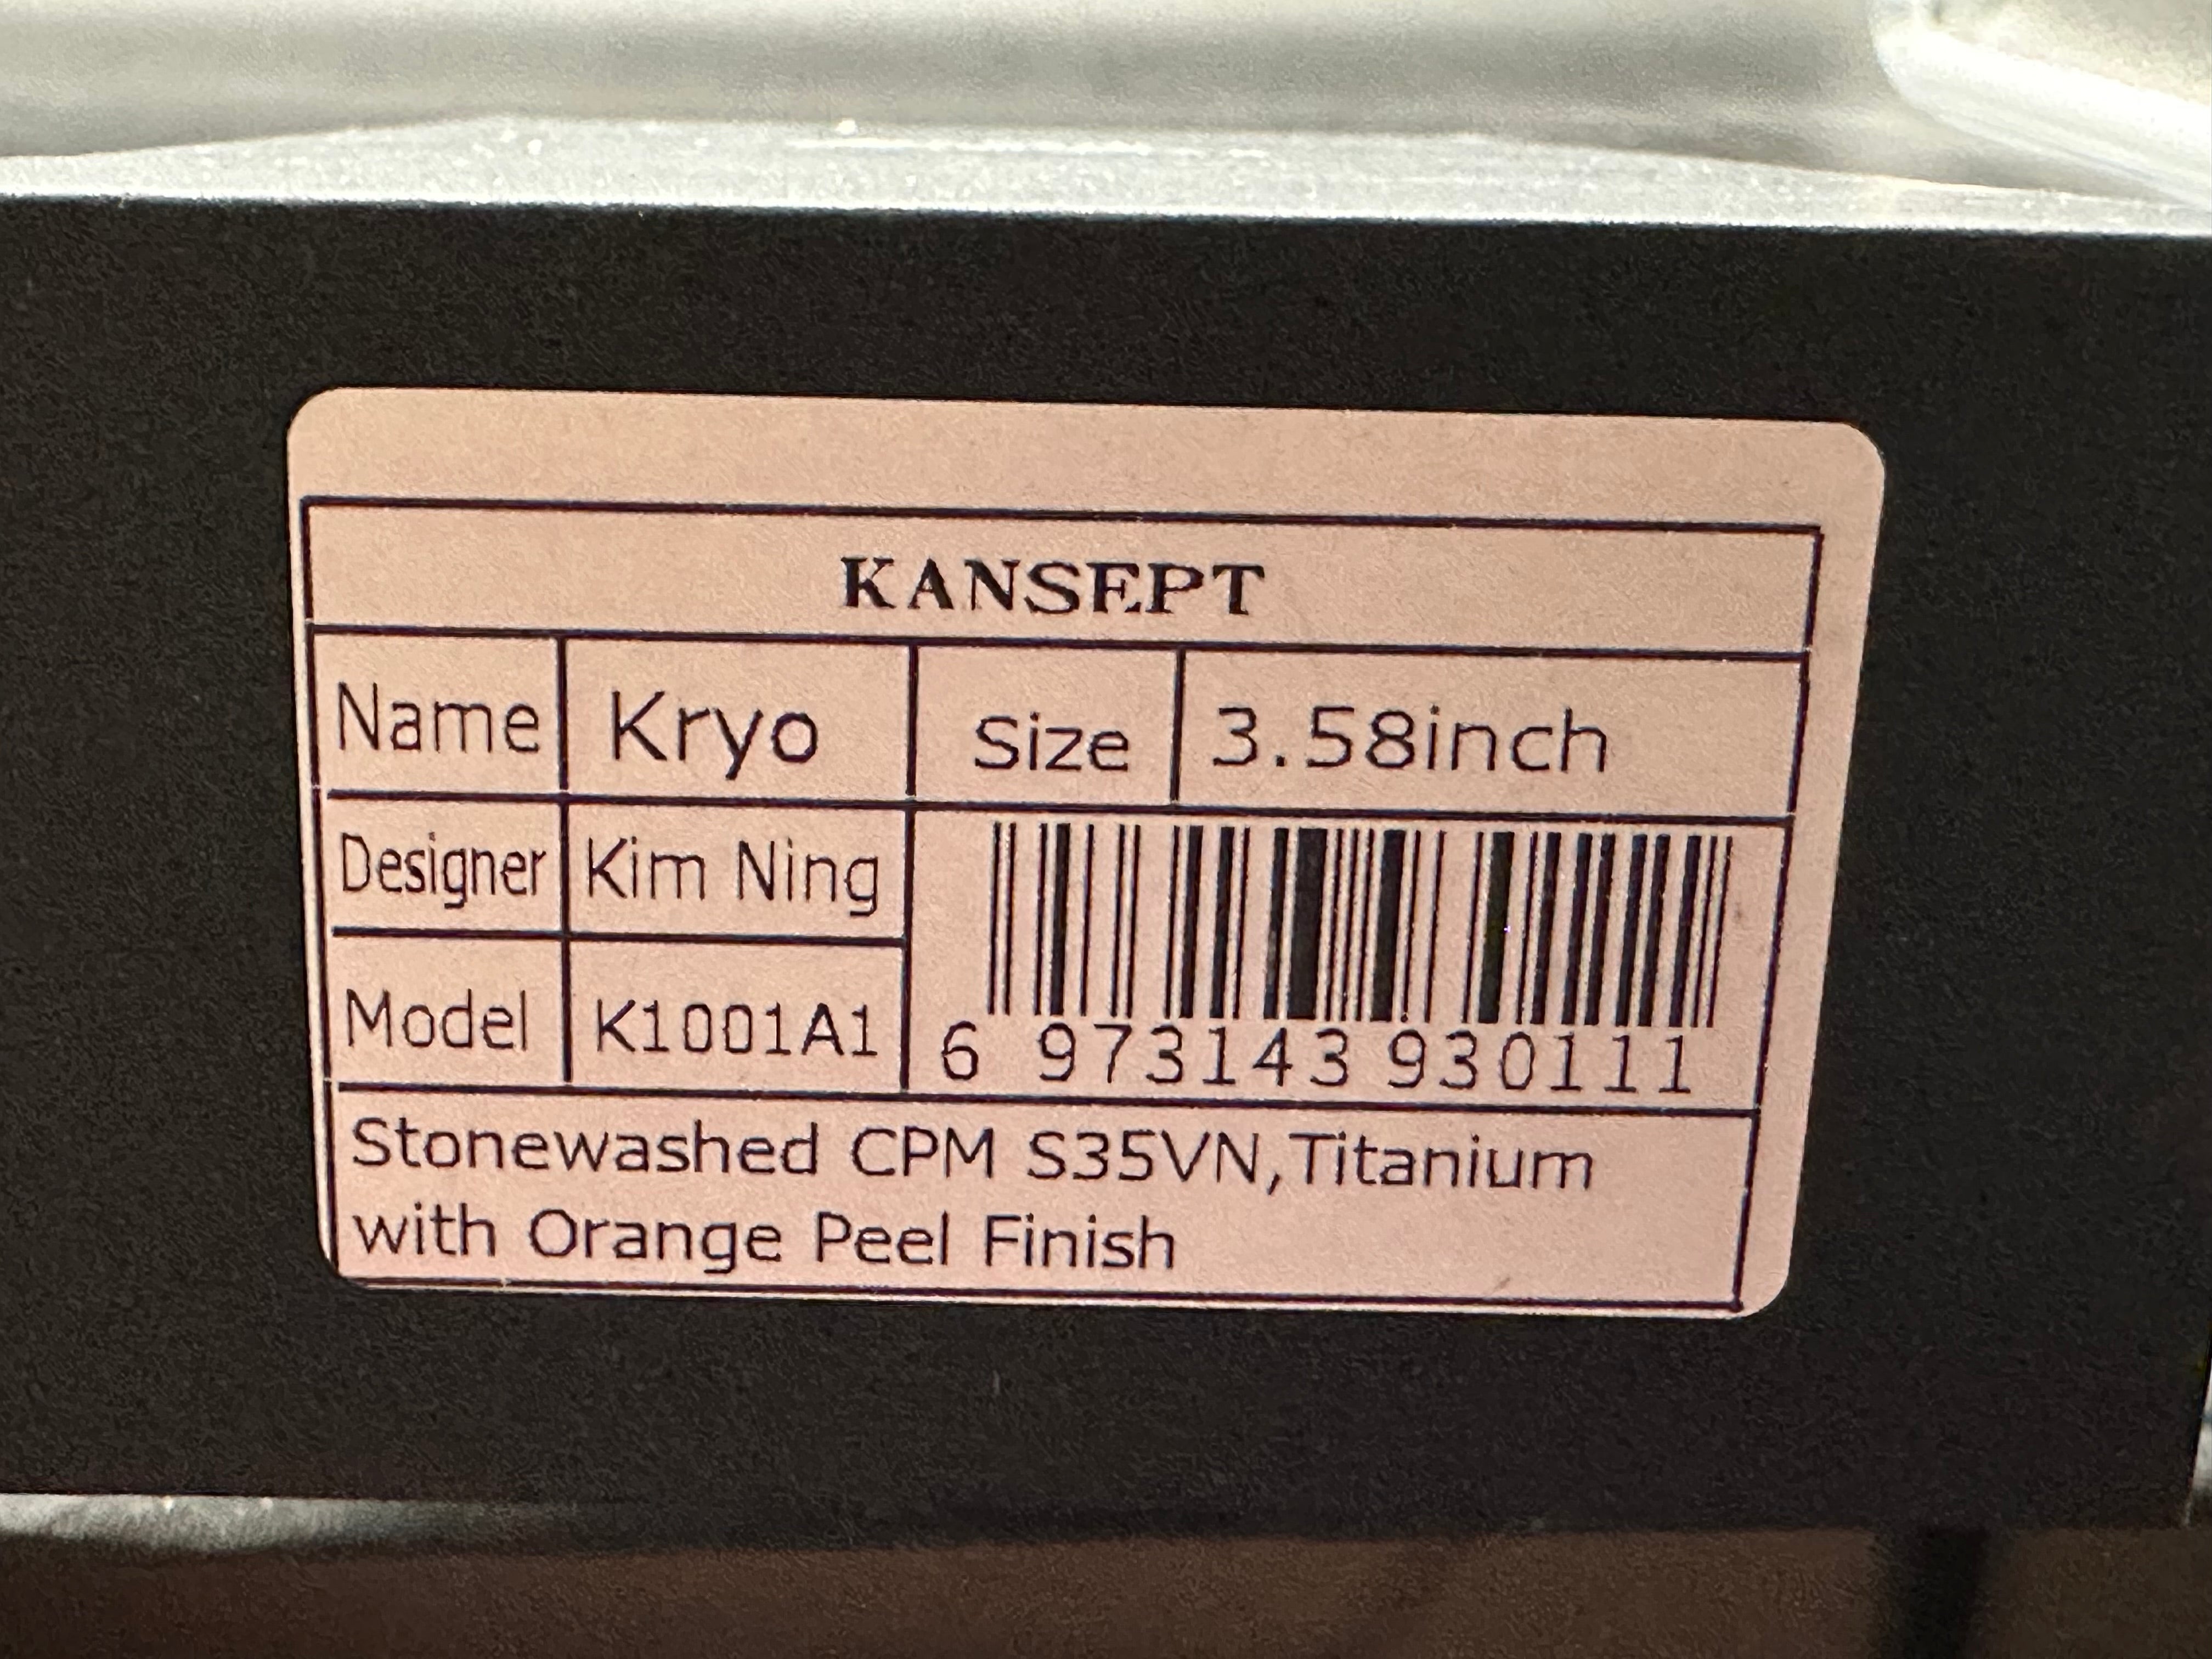 KANSEPT
Name Kryo Size 3.58inch
Designer Kim Ning
Model K1001A1
6 973143 930111
Stonewashed CPM S35VN,Titanium
with Orange Peel Finish